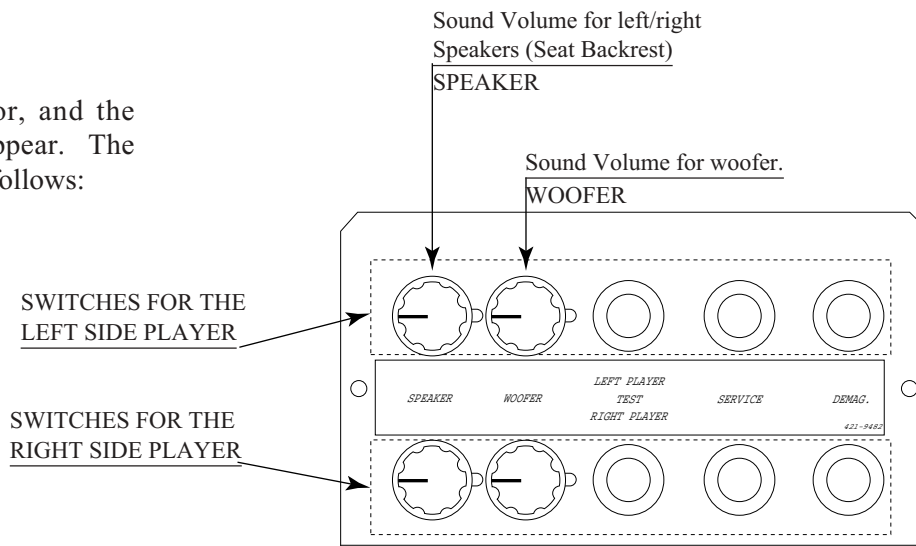 Sound Volume for left/right
Speakers (Seat Backrest)
SPEAKER
or, and the
ppear. The
follows:
Sound Volume for woofer.
WOOFER
SWITCHES FOR THE
LEFT SIDE PLAYER
SPEAKER
WOOFER
LEFT PLAYER
TEST
RIGHT PLAYER
SERVICE
DEMAG.
421-9482
SWITCHES FOR THE
RIGHT SIDE PLAYER